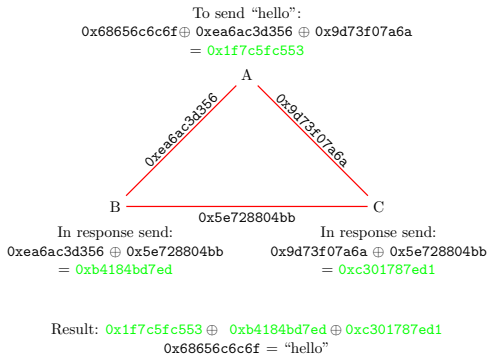 To send “hello”:
0x68656c6c6f⊕ 0xea6ac3d356 ⊕ 0x9d73f07a6a
= 0x1f7c5fc553
A
0xea6ac3d356
0x9d73f07a6a
B
C
0x5e728804bb
In response send:
0xea6ac3d356 ⊕ 0x5e728804bb
= 0xb4184bd7ed
In response send:
0x9d73f07a6a ⊕ 0x5e728804bb
= 0xc301787ed1
Result: 0x1f7c5fc553 ⊕ 0xb4184bd7ed ⊕ 0xc301787ed1
0x68656c6c6f = “hello”